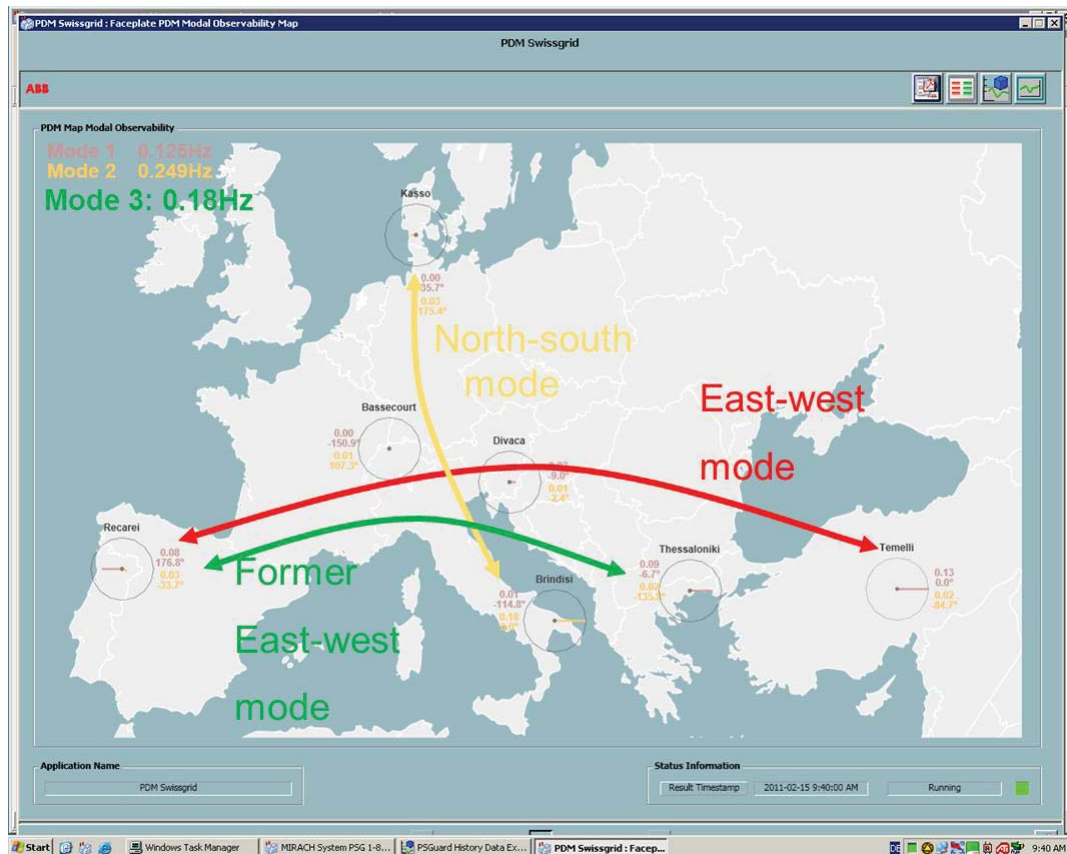 PDM Swissgrid : Faceplate PDM Modal Observability Map
PDM Swissgrid
ABB
PDM Map Modal Observability
Mode 1 0.125Hz
Mode 2 0.249Hz
Mode 3: 0.18Hz
Kasso
0.00
35.7°
0.03
175.4°
North-south
mode
East-west
mode
Bassecourt
0.00
-150.9°
0.01
107.3°
Divaca
-9.0°
0.01
-2.4°
Recarei
0.08
176.8°
0.03
-33.7°
Former
East-west
mode
Thessaloniki
0.09
-6.7°
0.02
Temelli
0.13
0.0°
0.02
-84.7°
Brindisi
0.01
-114.8°
0.18
Application Name
PDM Swissgrid
Status Information
Result Timestamp
2011-02-15 9:40:00 AM
Running
Start
Windows Task Manager
MIRACH System PSG 1-8...
PSGuard History Data Ex...
PDM Swissgrid : Facep...
DE
9:40 AM